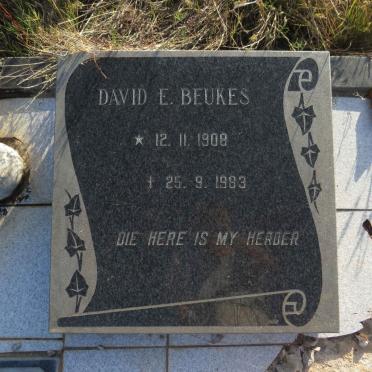 DAVID E. BEUKES
* 12. 11. 1908
† 25. 9. 1983
DIE HERE IS MY HERDER